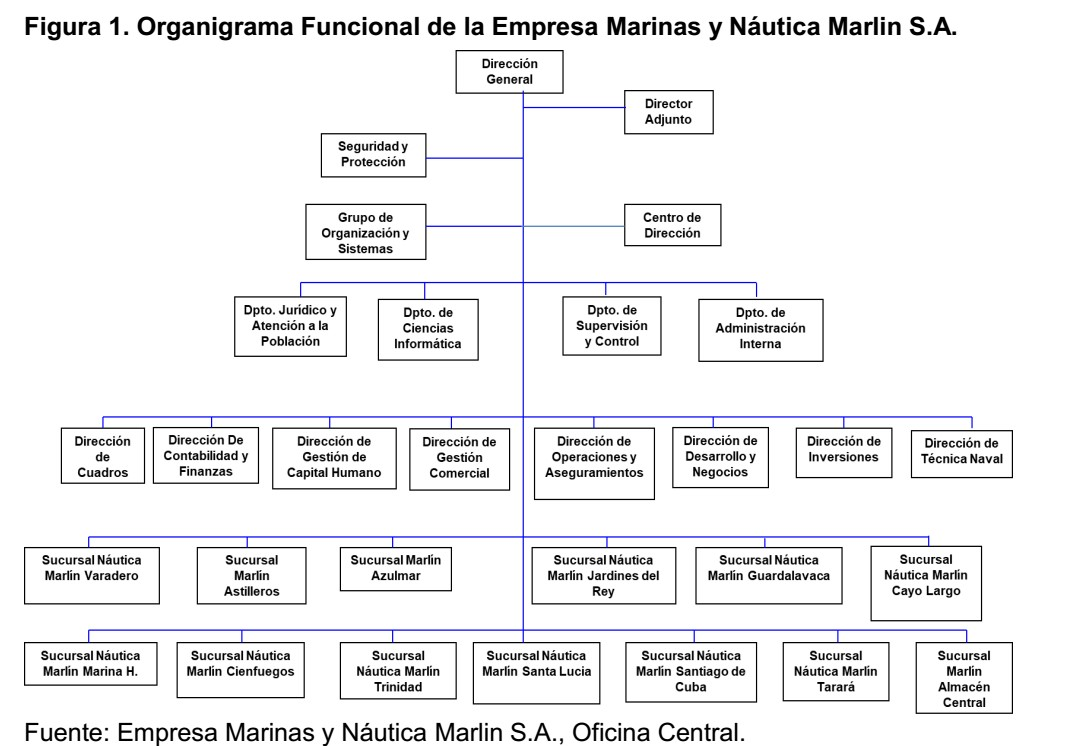 Figura 1. Organigrama Funcional de la Empresa Marinas y Náutica Marlin S.A.
Dirección
General
Director
Adjunto
Seguridad y
Protección
Grupo de
Organización y
Sistemas
Centro de
Dirección
Dpto. Jurídico y
Atención a la
Población
Dpto. de
Ciencias
Informática
Dpto. de
Supervisión
y Control
Dpto. de
Administración
Interna
Dirección
de
Cuadros
Dirección De
Contabilidad y
Finanzas
Dirección de
Gestión de
Capital Humano
Dirección de
Gestión
Comercial
Dirección de
Operaciones y
Aseguramientos
Dirección de
Desarrollo y
Negocios
Dirección de
Inversiones
Dirección de
Técnica Naval
Sucursal Náutica
Marlin Varadero
Sucursal
Marlin
Astilleros
Sucursal Marlin
Azulmar
Sucursal Náutica
Marlin Jardines del
Rey
Sucursal Náutica
Marlin Guardalavaca
Sucursal
Náutica Marlin
Cayo Largo
Sucursal Náutica
Marlin Marina H.
Sucursal Náutica
Marlin Cienfuegos
Sucursal
Náutica Marlin
Trinidad
Sucursal Náutica
Marlin Santa Lucia
Sucursal Náutica
Marlin Santiago de
Cuba
Sucursal
Náutica Marlin
Tarará
Sucursal
Marlin
Almacén
Central
Fuente: Empresa Marinas y Náutica Marlin S.A., Oficina Central.